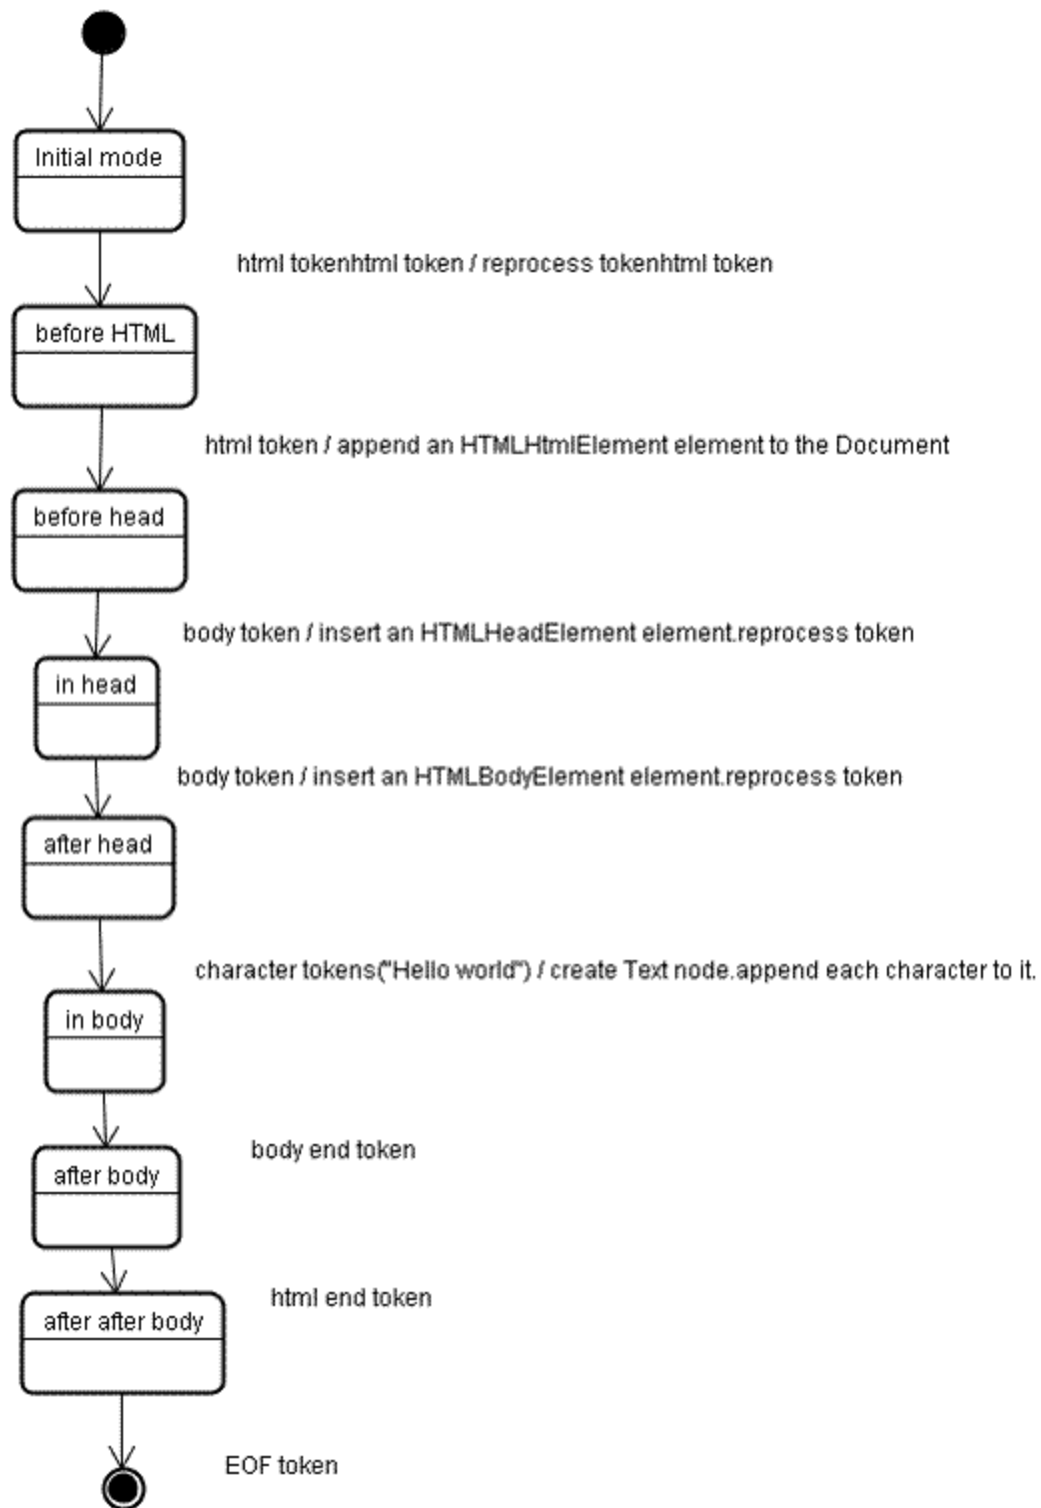 Initial mode
html tokenhtml token / reprocess tokenhtml token
before HTML
html token / append an HTMLHtmlElement element to the Document
before head
body token / insert an HTMLHeadElement element.reprocess token
in head
body token / insert an HTMLBodyElement element.reprocess token
after head
character tokens("Hello world") / create Text node.append each character to it.
in body
body end token
after body
html end token
after after body
EOF token